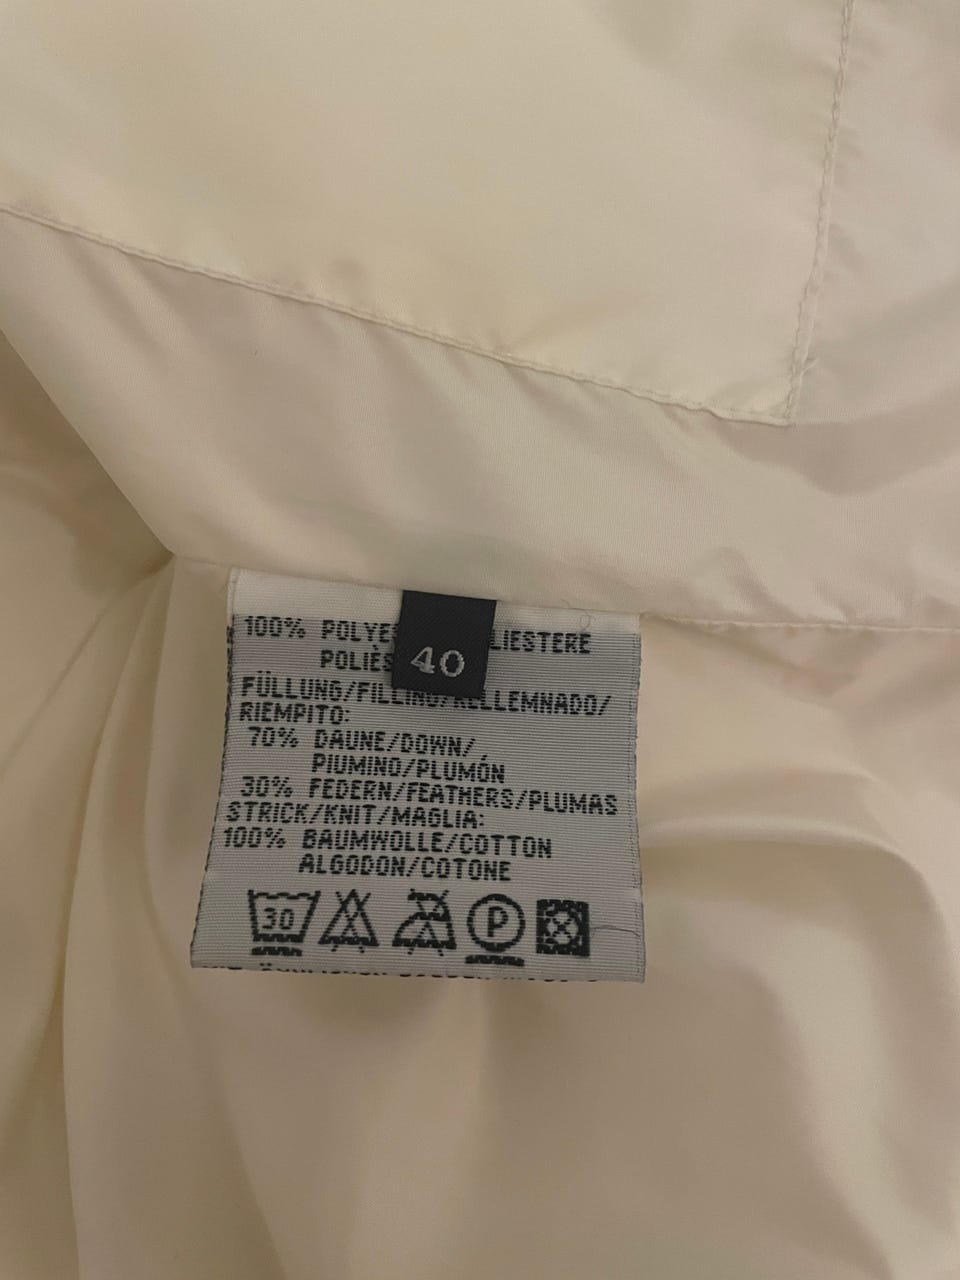 100% POLYES LIESTERE
POLIÈS
40
FÜLLUNG/FILLING/RELLEMNADO/
RIEMPITO:
70% DAUNE/DOWN/
PIUMINO/PLUMÓN
30% FEDERN/FEATHERS/PLUMAS
STRICK/KNIT/MAGLIA:
100% BAUMWOLLE/COTTON
ALGODON/COTONE
30 P